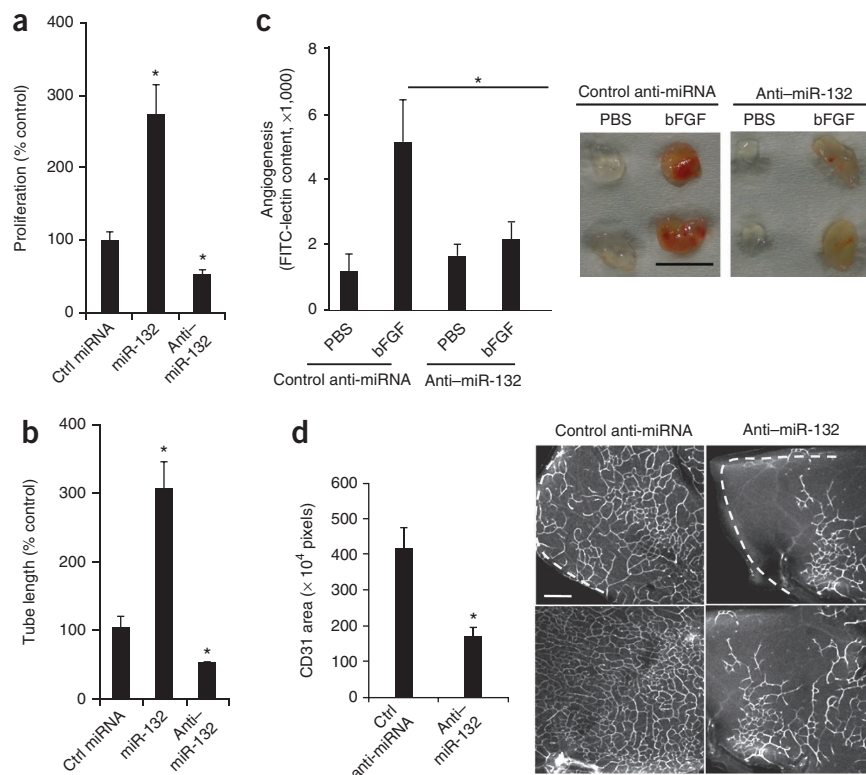 a
Proliferation (% control)
400
300
200
100
0
*
*
Ctrl miRNA
miR-132
Anti–
miR-132
c
Angiogenesis
(FITC-lectin content, ×1,000)
8
6
4
2
0
*
PBS
bFGF
PBS
bFGF
Control anti-miRNA
Anti–miR-132
Control anti-miRNA
Anti–miR-132
PBS
bFGF
PBS
bFGF
b
Tube length (% control)
400
300
200
100
0
*
*
Ctrl miRNA
miR-132
Anti–
miR-132
d
CD31 area (× 10⁴ pixels)
600
500
400
300
200
100
0
*
Ctrl
anti-miRNA
Anti–
miR-132
Control anti-miRNA
Anti–miR-132